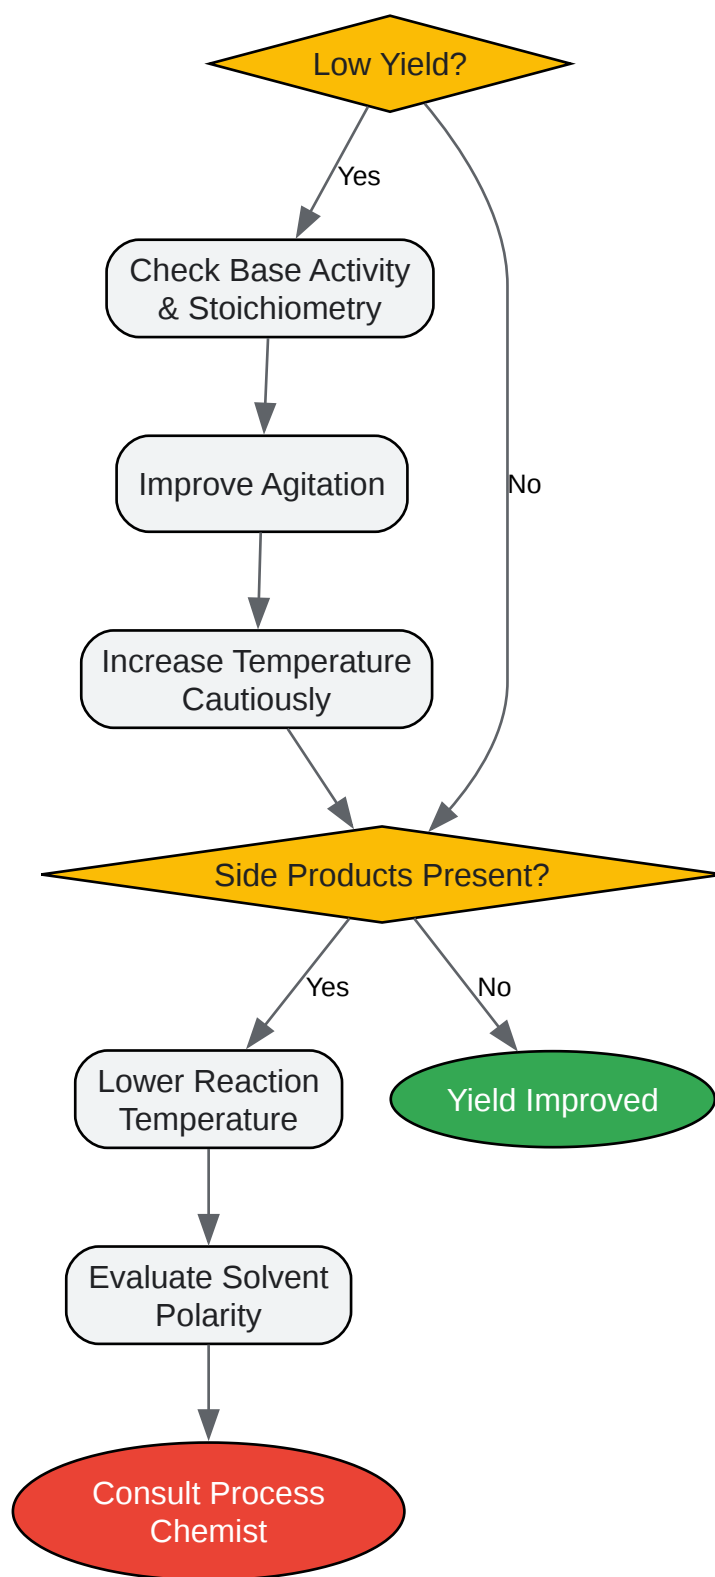 Low Yield?
Yes
Check Base Activity
& Stoichiometry
Improve Agitation
No
Increase Temperature
Cautiously
Side Products Present?
Yes
No
Lower Reaction
Temperature
Yield Improved
Evaluate Solvent
Polarity
Consult Process
Chemist